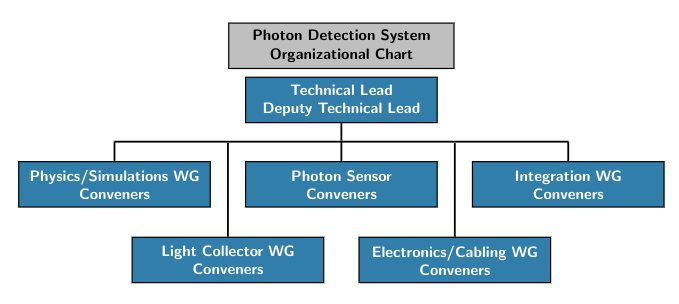 Photon Detection System
Organizational Chart
Technical Lead
Deputy Technical Lead
Physics/Simulations WG
Conveners
Photon Sensor
Conveners
Integration WG
Conveners
Light Collector WG
Conveners
Electronics/Cabling WG
Conveners